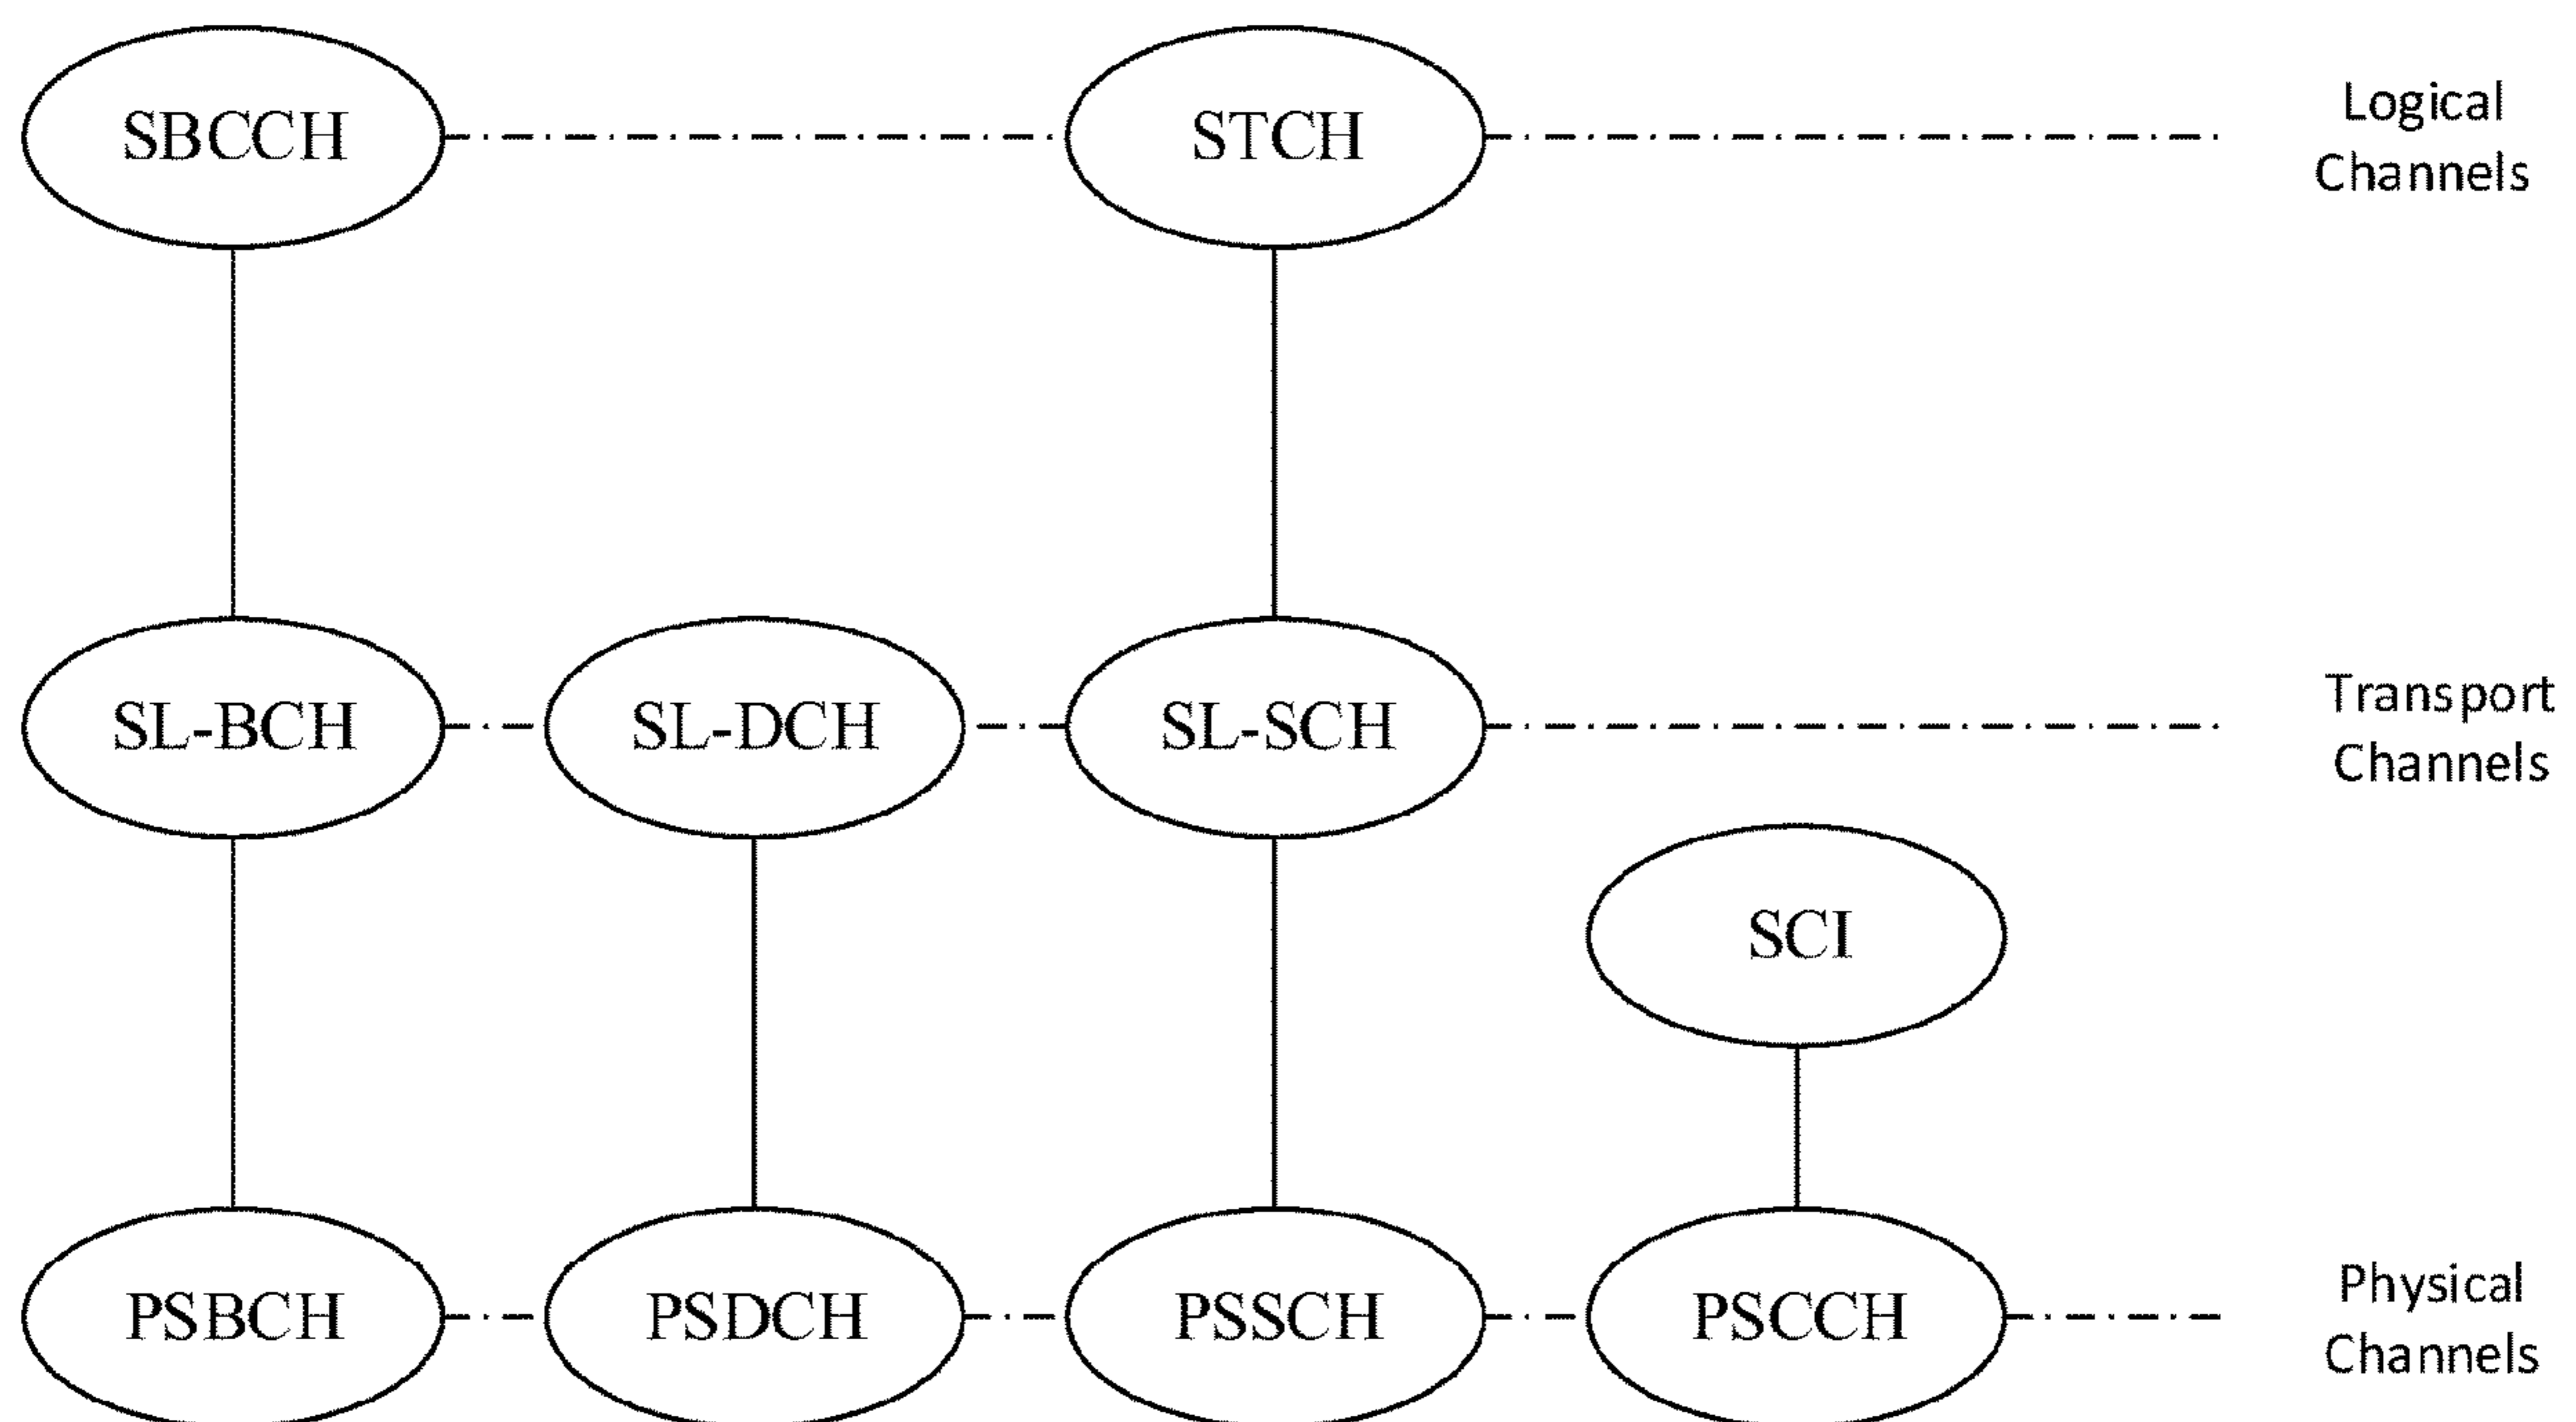 SBCCH
STCH
Logical
Channels
SL-BCH
SL-DCH
SL-SCH
Transport
Channels
SCI
PSBCH
PSDCH
PSSCH
PSCCH
Physical
Channels